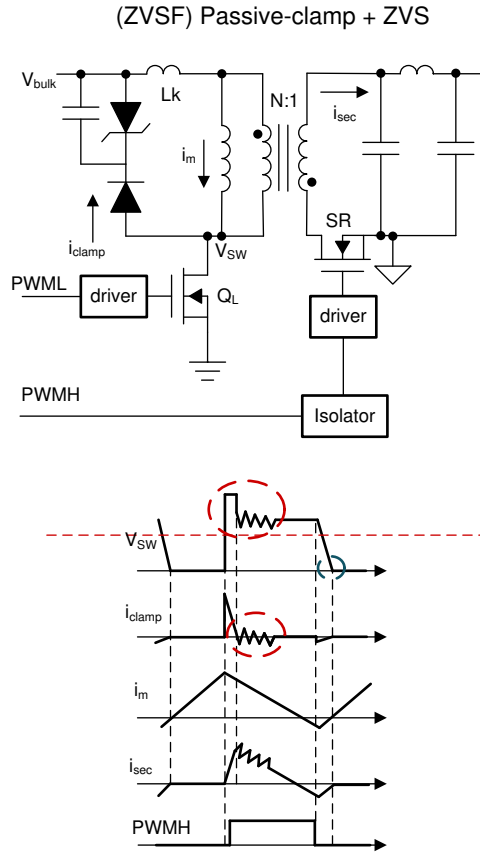 (ZVSF) Passive-clamp + ZVS
Vbulk
Lk
N:1
isec
im
iclamp
SR
VSW
PWML
driver
QL
driver
PWMH
Isolator
VSW
iclamp
im
isec
PWMH